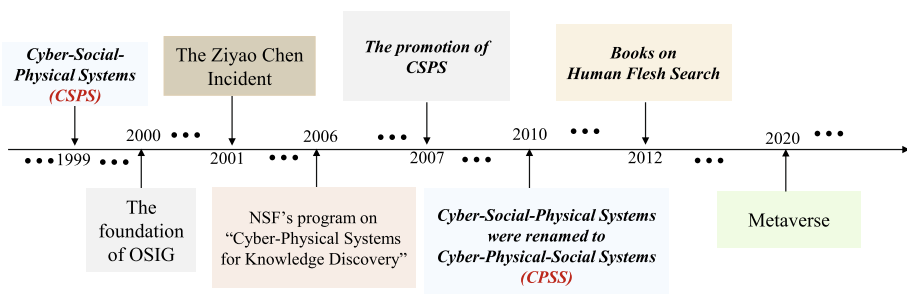 Cyber-Social-
Physical Systems
(CSPS)
The Ziyao Chen
Incident
The promotion of
CSPS
Books on
Human Flesh Search
•••1999
•••
2000
•••
2001
•••
2006
•••
2007
•••
2010
•••
2012
•••
2020
•••
The
foundation
of OSIG
NSF's program on
“Cyber-Physical Systems
for Knowledge Discovery”
Cyber-Social-Physical Systems
were renamed to
Cyber-Physical-Social Systems
(CPSS)
Metaverse